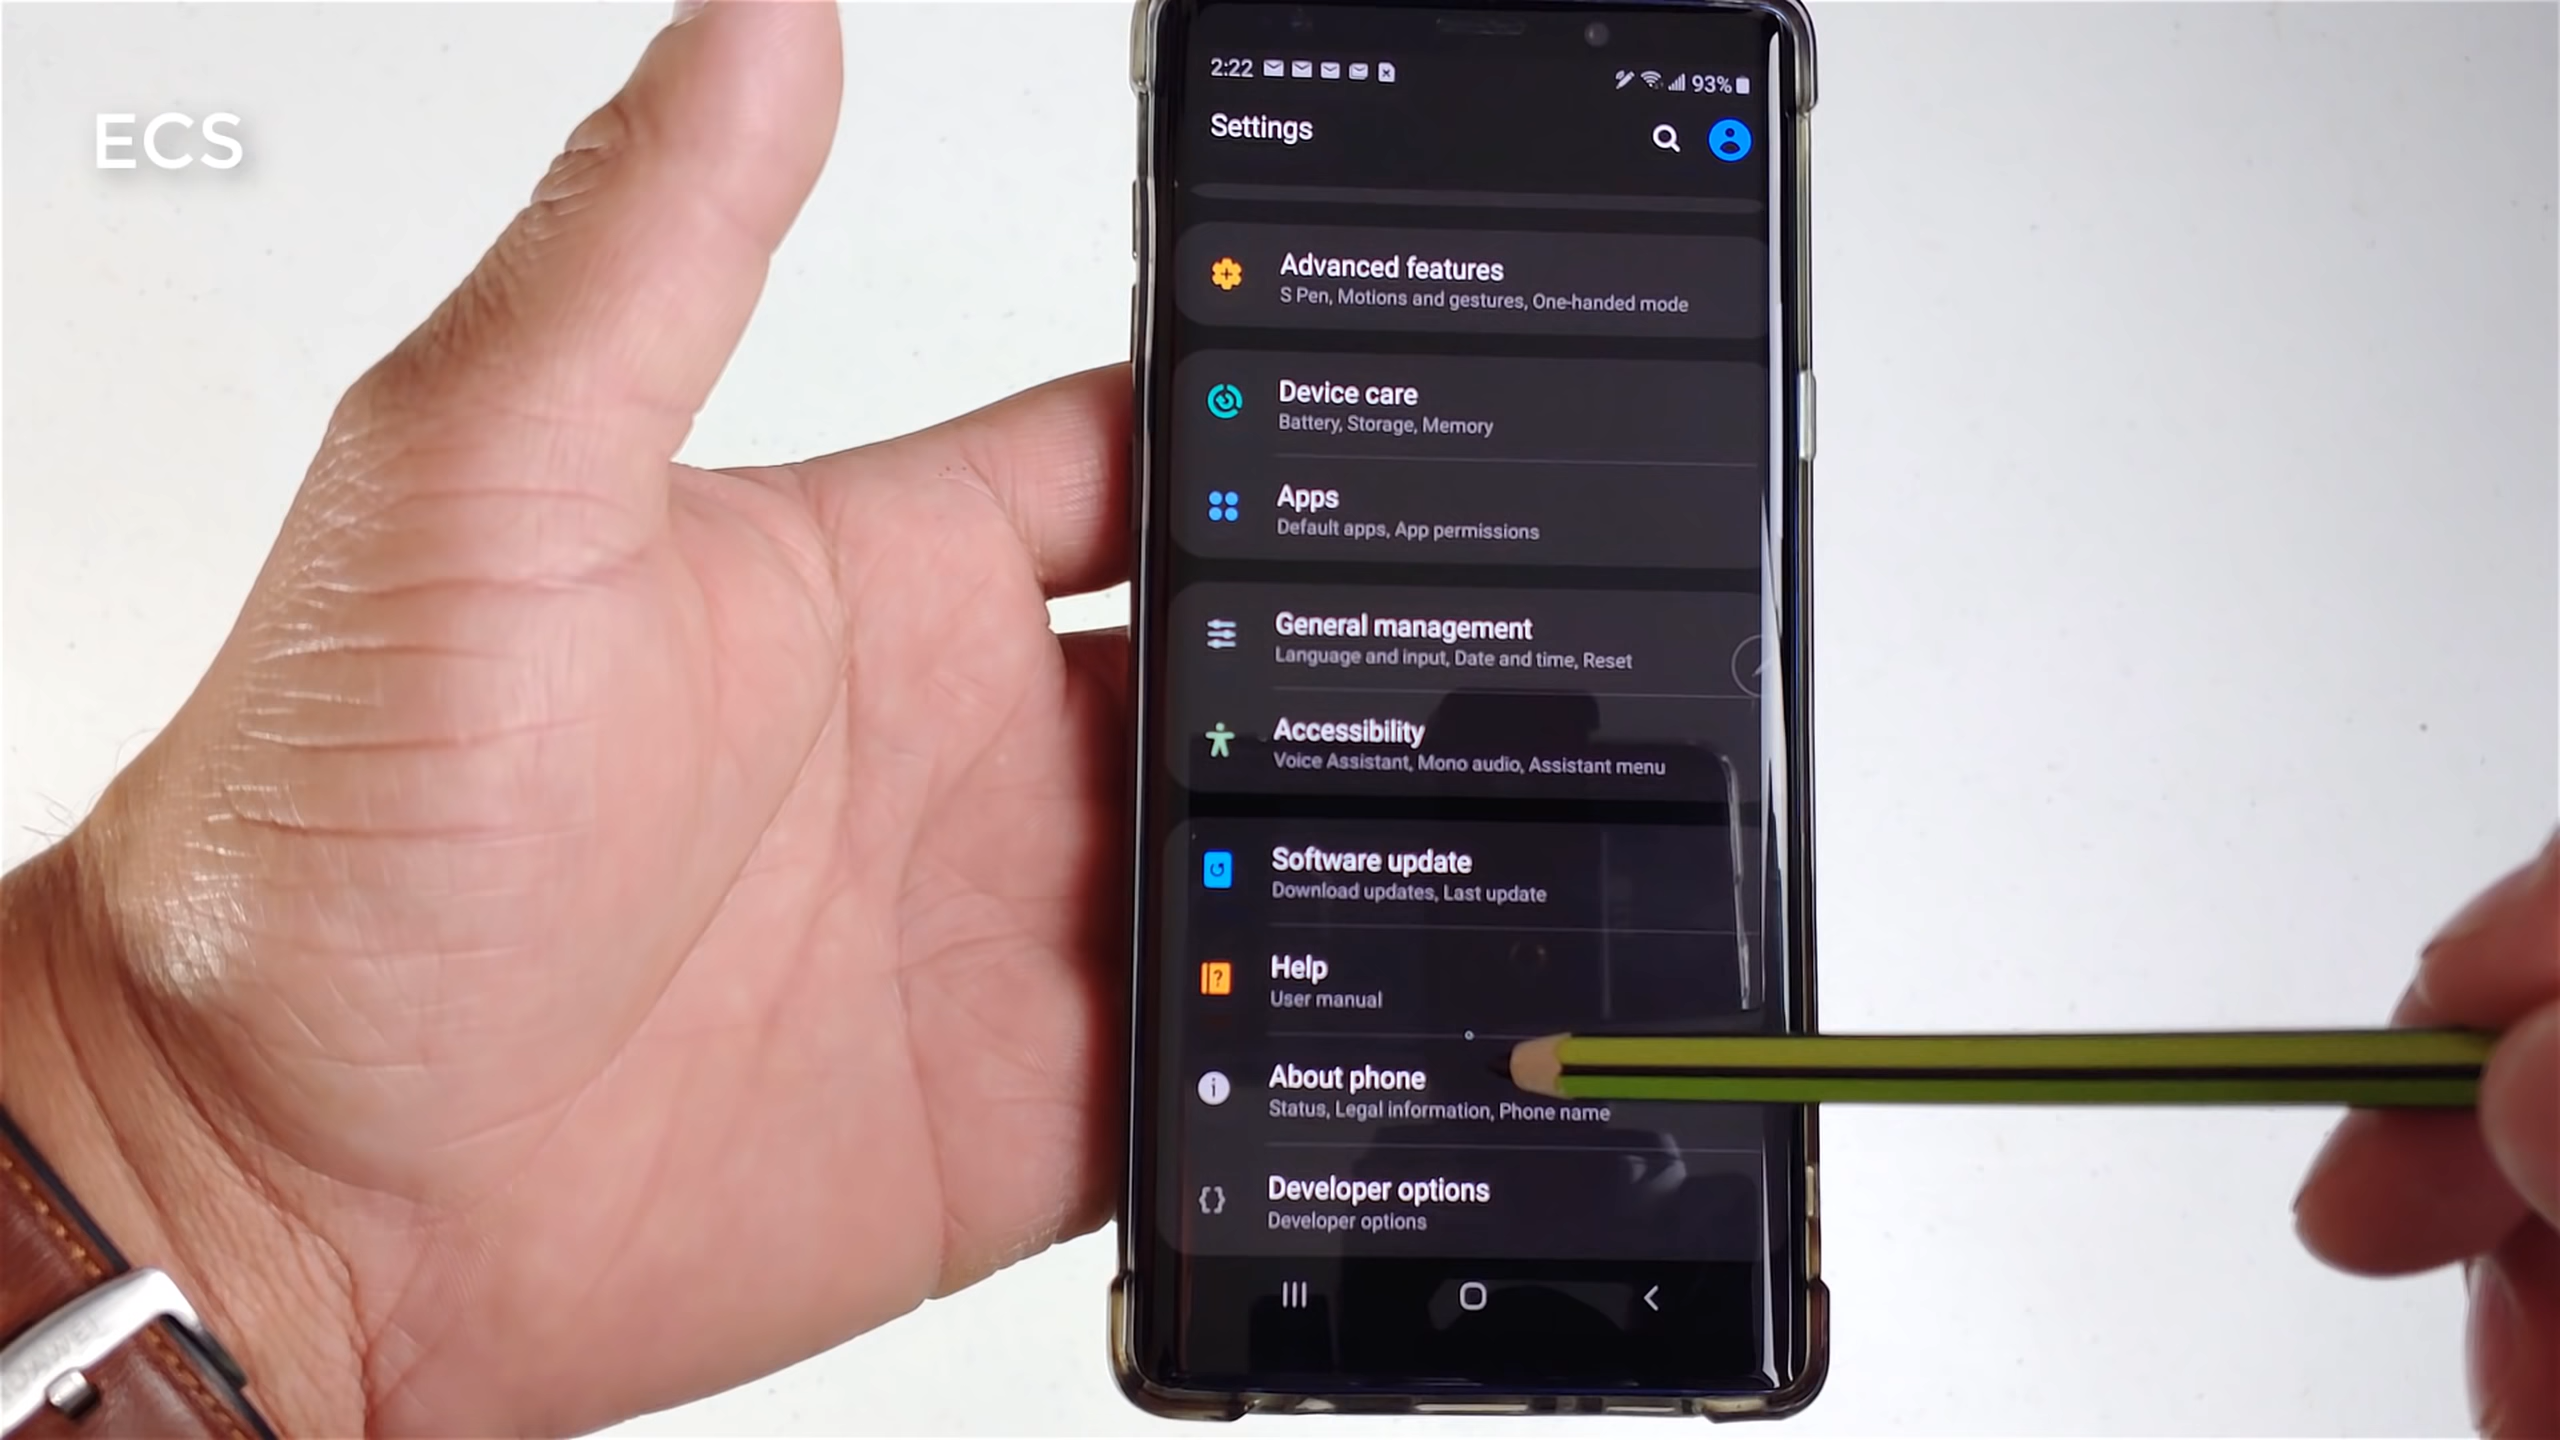 ECS
2:22 93%
Settings
Advanced features
S Pen, Motions and gestures, One-handed mode
Device care
Battery, Storage, Memory
Apps
Default apps, App permissions
General management
Language and input, Date and time, Reset
Accessibility
Voice Assistant, Mono audio, Assistant menu
Software update
Download updates, Last update
Help
User manual
About phone
Status, Legal information, Phone name
Developer options
Developer options